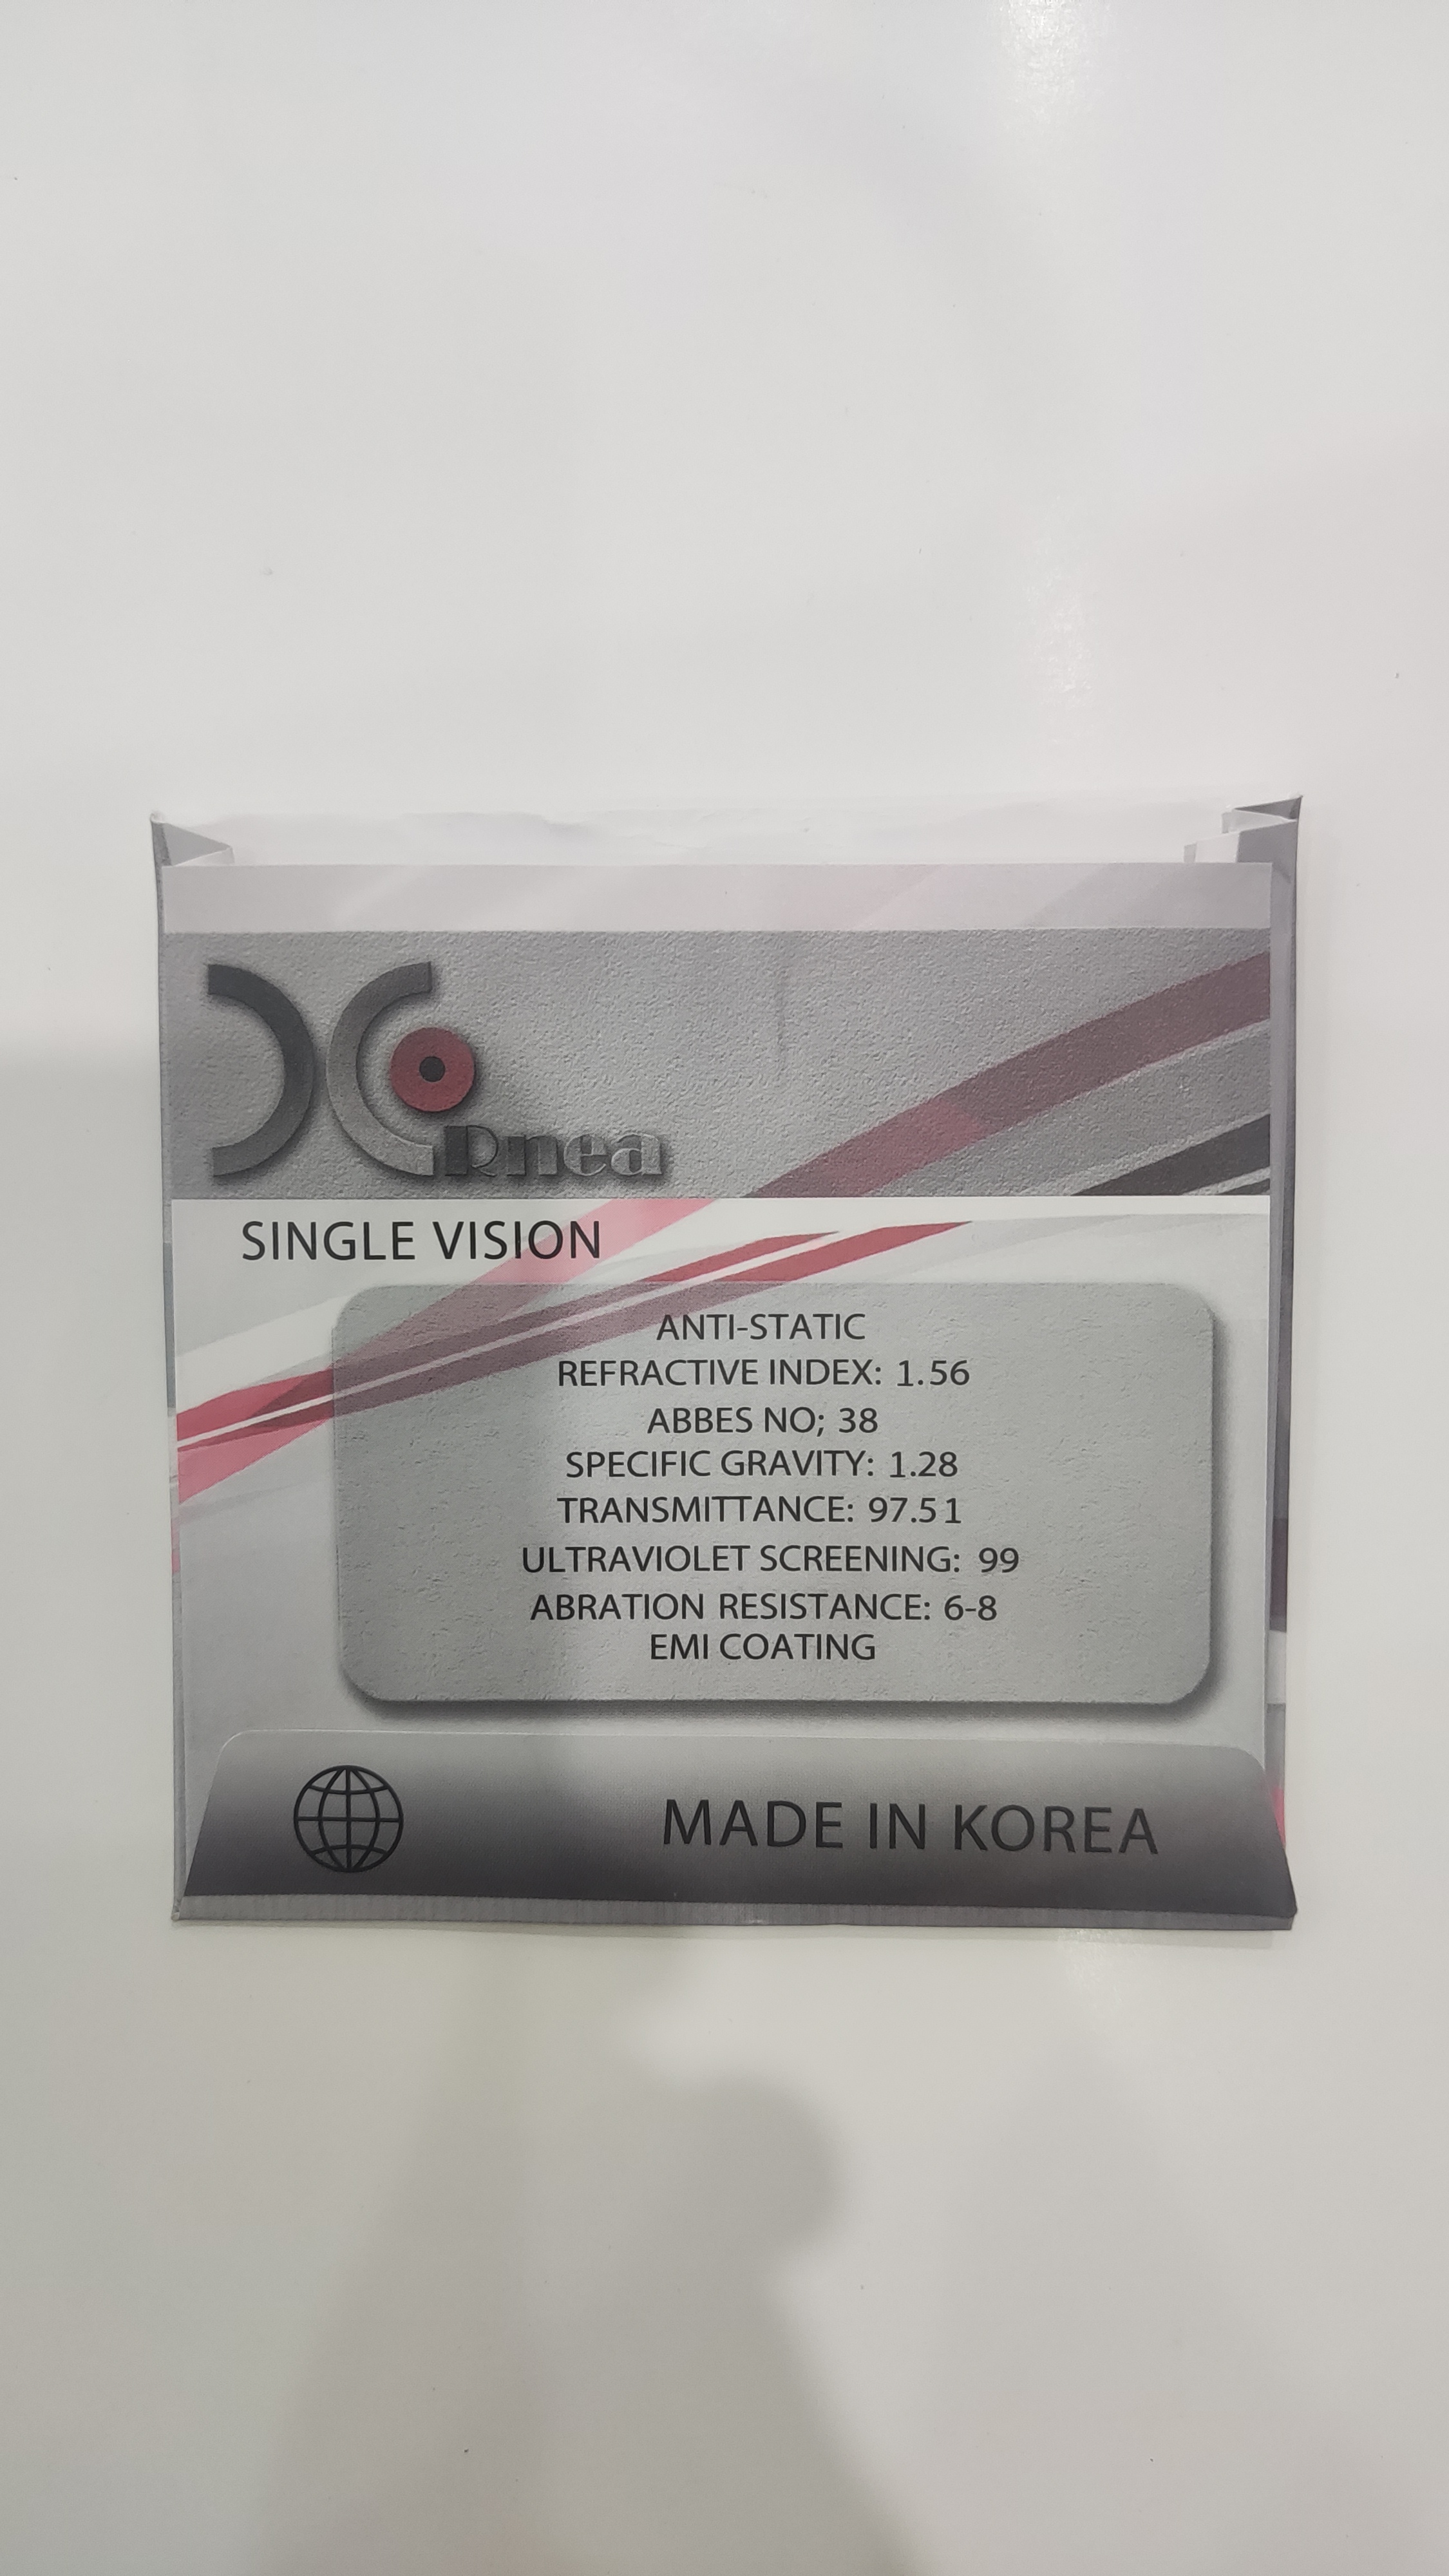 CoRnea
SINGLE VISION
ANTI-STATIC
REFRACTIVE INDEX: 1.56
ABBES NO; 38
SPECIFIC GRAVITY: 1.28
TRANSMITTANCE: 97.51
ULTRAVIOLET SCREENING: 99
ABRATION RESISTANCE: 6-8
EMI COATING
MADE IN KOREA